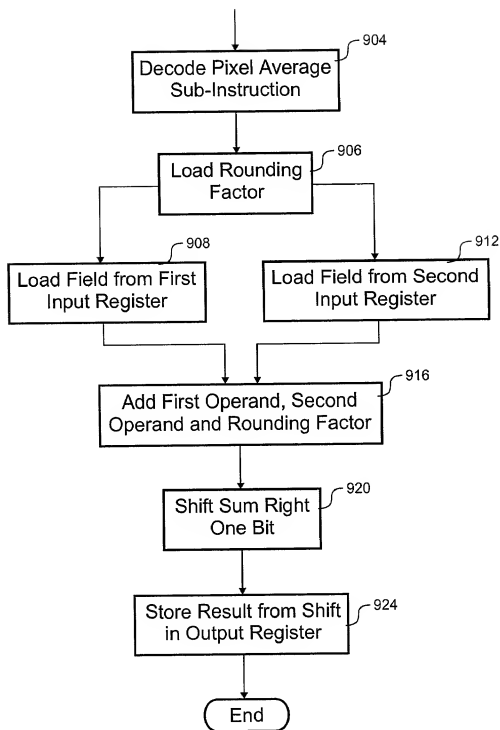 904
Decode Pixel Average
Sub-Instruction
906
Load Rounding
Factor
908
Load Field from First
Input Register
912
Load Field from Second
Input Register
916
Add First Operand, Second
Operand and Rounding Factor
920
Shift Sum Right
One Bit
924
Store Result from Shift
in Output Register
End